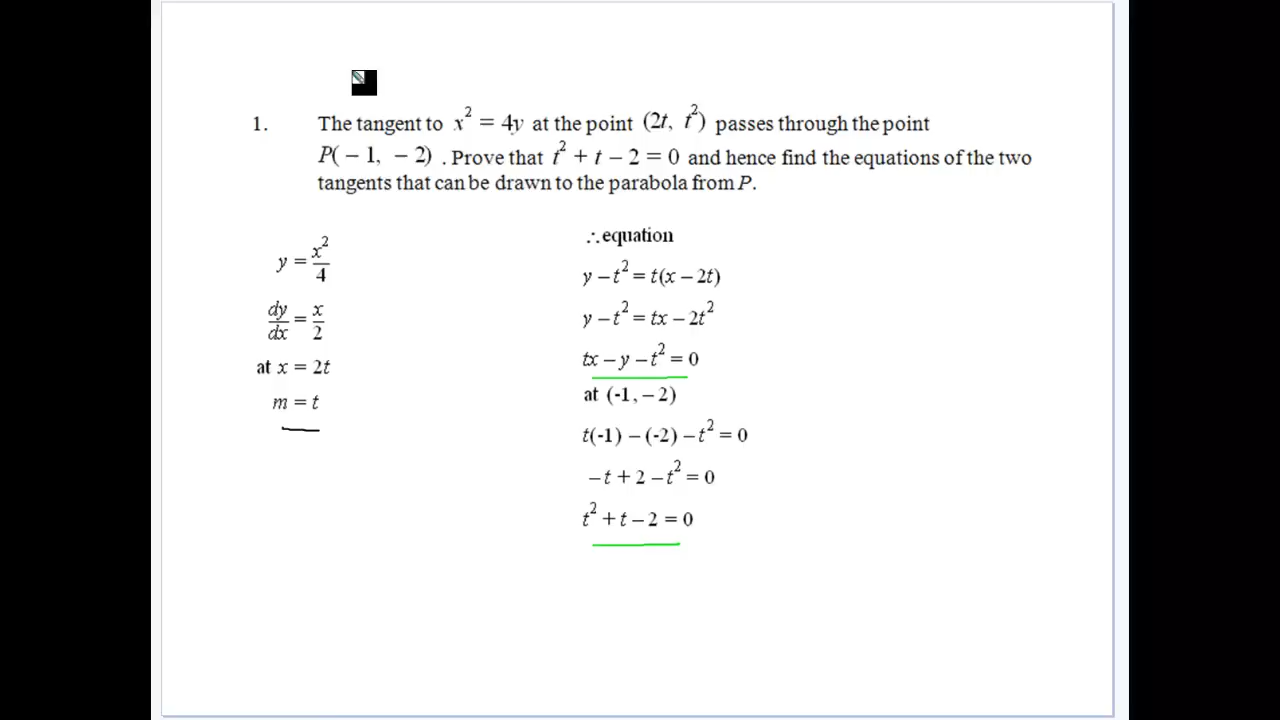 1. The tangent to x² = 4y at the point (2t, t²) passes through the point
P(− 1, − 2) . Prove that t² + t − 2 = 0 and hence find the equations of the two
tangents that can be drawn to the parabola from P.
y = x²/4
dy/dx = x/2
at x = 2t
m = t
∴ equation
y − t² = t(x − 2t)
y − t² = tx − 2t²
tx − y − t² = 0
at (-1, − 2)
t(-1) − (-2) − t² = 0
−t + 2 − t² = 0
t² + t − 2 = 0